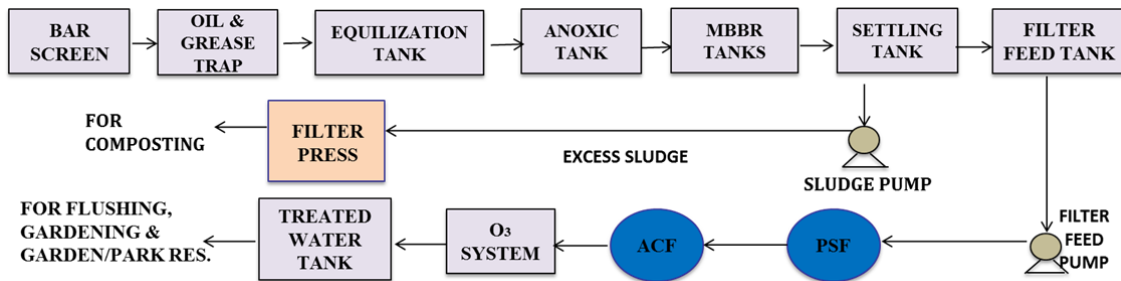 BAR
SCREEN
OIL &
GREASE
TRAP
EQUILIZATION
TANK
ANOXIC
TANK
MBBR
TANKS
SETTLING
TANK
FILTER
FEED TANK
FOR
COMPOSTING
FILTER
PRESS
EXCESS SLUDGE
SLUDGE PUMP
FOR FLUSHING,
GARDENING &
GARDEN/PARK RES.
TREATED
WATER
TANK
O₃
SYSTEM
ACF
PSF
FILTER
FEED
PUMP